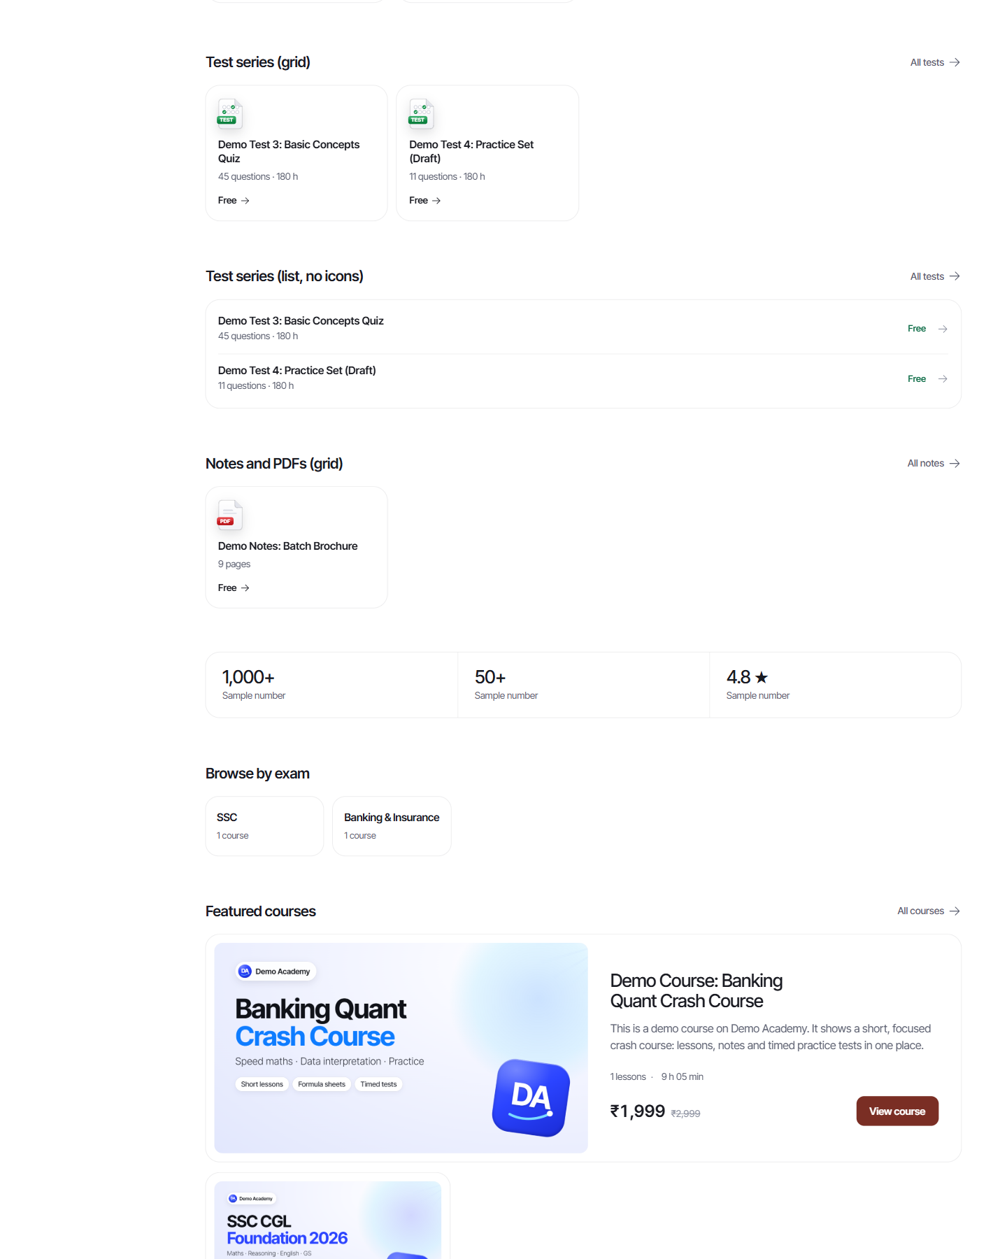 Test series (grid)
All tests →
TEST
TEST
Demo Test 3: Basic Concepts
Quiz
45 questions · 180 h
Free →
Demo Test 4: Practice Set
(Draft)
11 questions · 180 h
Free →
Test series (list, no icons)
All tests →
Demo Test 3: Basic Concepts Quiz
45 questions · 180 h
Free →
Demo Test 4: Practice Set (Draft)
11 questions · 180 h
Free →
Notes and PDFs (grid)
All notes →
PDF
Demo Notes: Batch Brochure
9 pages
Free →
1,000+
Sample number
50+
Sample number
4.8 ★
Sample number
Browse by exam
SSC
1 course
Banking & Insurance
1 course
Featured courses
All courses →
DA Demo Academy
Banking Quant
Crash Course
Speed maths · Data interpretation · Practice
Short lessons
Formula sheets
Timed tests
DA
Demo Course: Banking
Quant Crash Course
This is a demo course on Demo Academy. It shows a short, focused
crash course: lessons, notes and timed practice tests in one place.
1 lessons · 9 h 05 min
₹1,999 ₹2,999
View course
DA Demo Academy
SSC CGL
Foundation 2026
Maths · Reasoning · English · GS